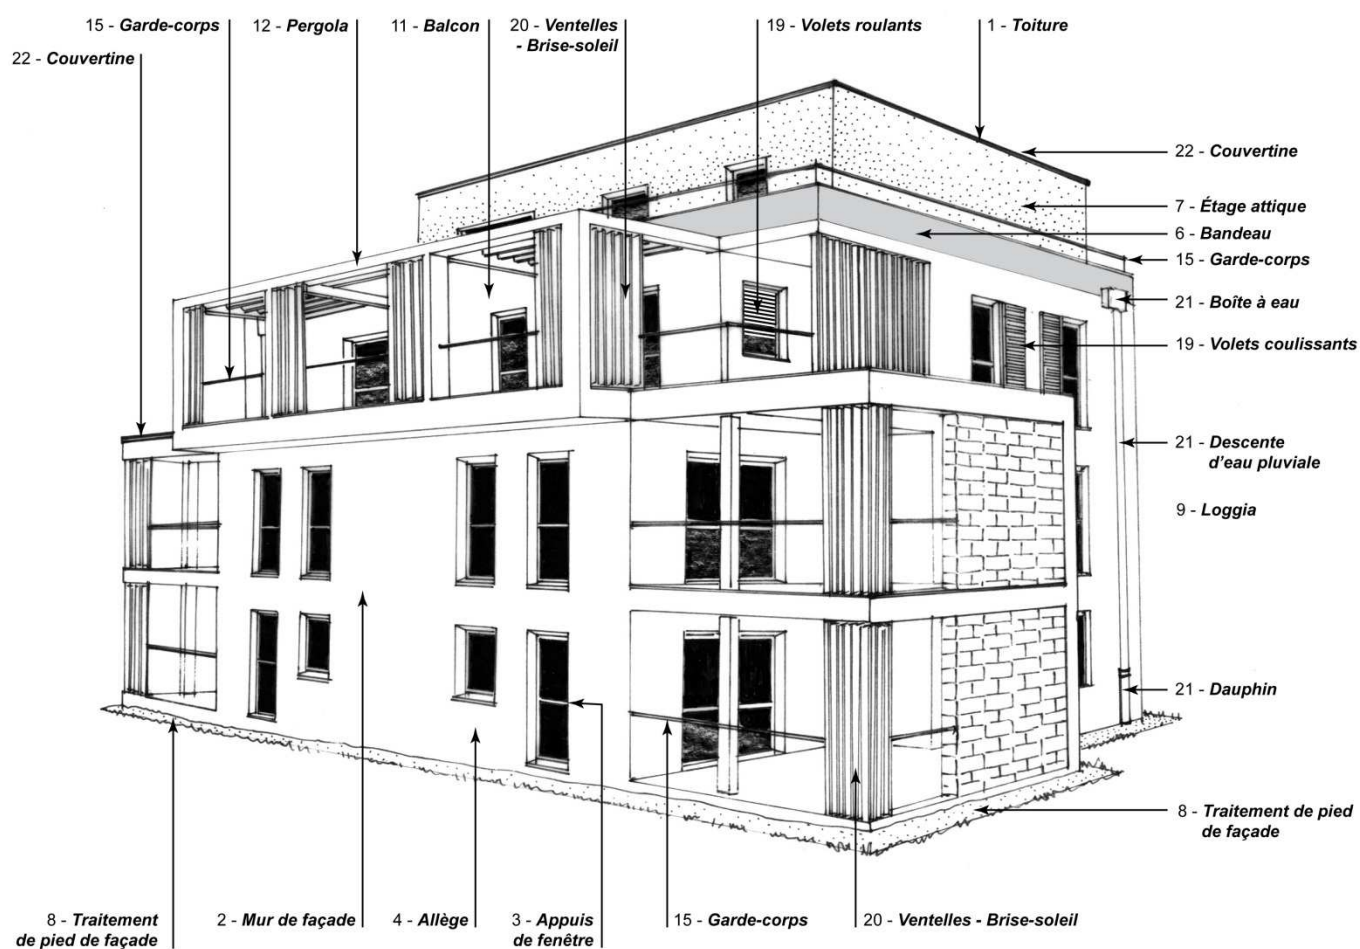 15 - Garde-corps
12 - Pergola
11 - Balcon
20 - Ventelles
- Brise-soleil
19 - Volets roulants
1 - Toiture
22 - Couvertine
22 - Couvertine
7 - Étage attique
6 - Bandeau
15 - Garde-corps
21 - Boîte à eau
19 - Volets coulissants
21 - Descente
d'eau pluviale
9 - Loggia
21 - Dauphin
8 - Traitement de pied
de façade
8 - Traitement
de pied de façade
2 - Mur de façade
4 - Allège
3 - Appuis
de fenêtre
15 - Garde-corps
20 - Ventelles - Brise-soleil